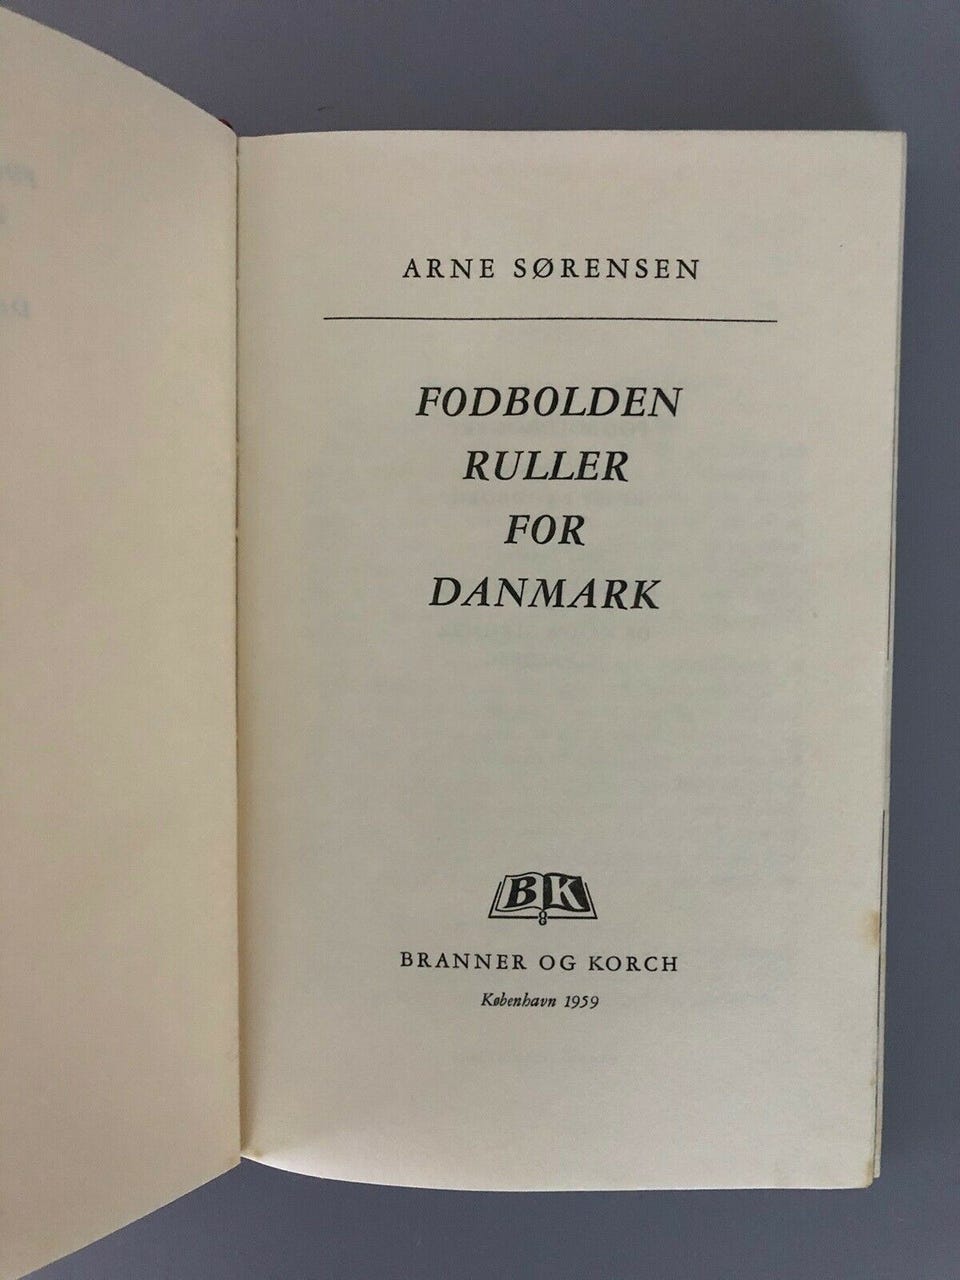 ARNE SØRENSEN
FODBOLDEN
RULLER
FOR
DANMARK
BK
BRANNER OG KORCH
København 1959